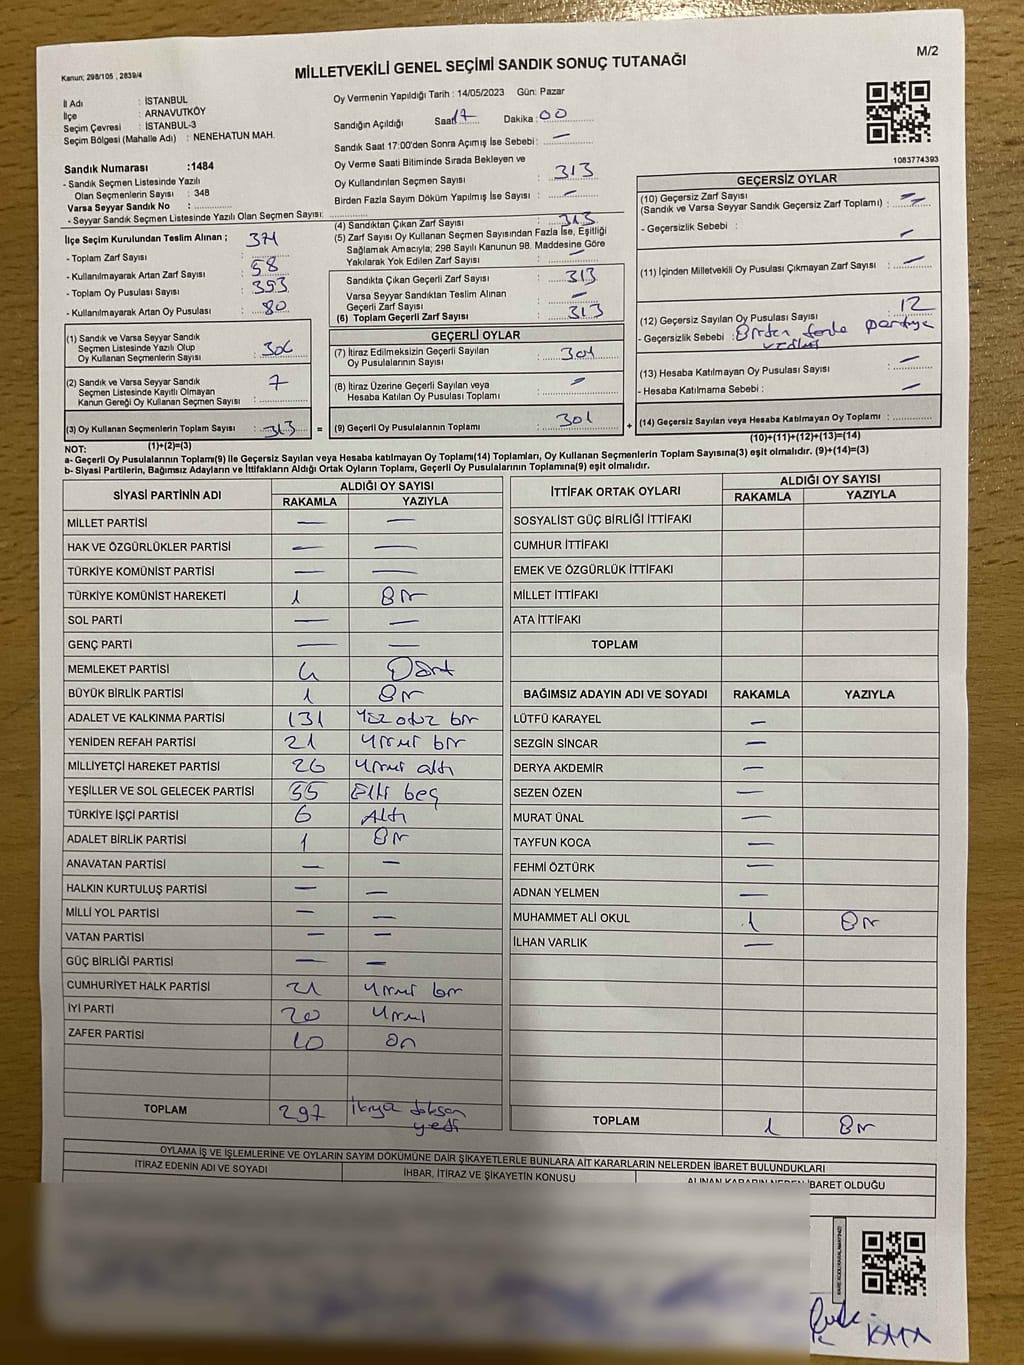 Kanun; 298/105 , 2839/4
M/2
MİLLETVEKİLİ GENEL SEÇİMİ SANDIK SONUÇ TUTANAĞI
İl Adı : İSTANBUL
İlçe : ARNAVUTKÖY
Seçim Çevresi : İSTANBUL-3
Seçim Bölgesi (Mahalle Adı) : NENEHATUN MAH.
Sandık Numarası :1484
- Sandık Seçmen Listesinde Yazılı
Olan Seçmenlerin Sayısı : 348
Varsa Seyyar Sandık No :
- Seyyar Sandık Seçmen Listesinde Yazılı Olan Seçmen Sayısı:
İlçe Seçim Kurulundan Teslim Alınan ;
- Toplam Zarf Sayısı : 371
- Kullanılmayarak Artan Zarf Sayısı : 58
- Toplam Oy Pusulası Sayısı : 393
- Kullanılmayarak Artan Oy Pusulası : 80
(1) Sandık ve Varsa Seyyar Sandık
Seçmen Listesinde Yazılı Olup
Oy Kullanan Seçmenlerin Sayısı : 306
(2) Sandık ve Varsa Seyyar Sandık
Seçmen Listesinde Kayıtlı Olmayan
Kanun Gereği Oy Kullanan Seçmen Sayısı : 7
(3) Oy Kullanan Seçmenlerin Toplam Sayısı : 313
Oy Vermenin Yapıldığı Tarih : 14/05/2023 Gün: Pazar
Sandığın Açıldığı Saat 17 Dakika : 00
Sandık Saat 17:00'den Sonra Açımış İse Sebebi: —
Oy Verme Saati Bitiminde Sırada Bekleyen ve
Oy Kullandırılan Seçmen Sayısı : 313
Birden Fazla Sayım Döküm Yapılmış İse Sayısı : —
(4) Sandıktan Çıkan Zarf Sayısı : 313
(5) Zarf Sayısı Oy Kullanan Seçmen Sayısından Fazla İse, Eşitliği
Sağlamak Amacıyla; 298 Sayılı Kanunun 98. Maddesine Göre
Yakılarak Yok Edilen Zarf Sayısı : —
Sandıkta Çıkan Geçerli Zarf Sayısı : 313
Varsa Seyyar Sandıktan Teslim Alınan
Geçerli Zarf Sayısı : —
(6) Toplam Geçerli Zarf Sayısı : 313
GEÇERLİ OYLAR
(7) İtiraz Edilmeksizin Geçerli Sayılan
Oy Pusulalarının Sayısı : 301
(8) İtiraz Üzerine Geçerli Sayılan veya
Hesaba Katılan Oy Pusulası Toplamı : —
= (9) Geçerli Oy Pusulalarının Toplamı : 301 +
1083774393
GEÇERSİZ OYLAR
(10) Geçersiz Zarf Sayısı
(Sandık ve Varsa Seyyar Sandık Geçersiz Zarf Toplamı) :
- Geçersizlik Sebebi : —
(11) İçinden Milletvekili Oy Pusulası Çıkmayan Zarf Sayısı : —
(12) Geçersiz Sayılan Oy Pusulası Sayısı : 12
- Geçersizlik Sebebi : Birden fazla partiye
(13) Hesaba Katılmayan Oy Pusulası Sayısı : —
- Hesaba Katılmama Sebebi : —
(14) Geçersiz Sayılan veya Hesaba Katılmayan Oy Toplamı :
NOT: (1)+(2)=(3) (10)+(11)+(12)+(13)=(14)
a- Geçerli Oy Pusulalarının Toplamı(9) ile Geçersiz Sayılan veya Hesaba katılmayan Oy Toplamı(14) Toplamları, Oy Kullanan Seçmenlerin Toplam Sayısına(3) eşit olmalıdır. (9)+(14)=(3)
b- Siyasi Partilerin, Bağımsız Adayların ve İttifakların Aldığı Ortak Oyların Toplamı, Geçerli Oy Pusulalarının Toplamına(9) eşit olmalıdır.
SİYASİ PARTİNİN ADI ALDIĞI OY SAYISI
RAKAMLA YAZIYLA
MİLLET PARTİSİ — —
HAK VE ÖZGÜRLÜKLER PARTİSİ — —
TÜRKİYE KOMÜNİST PARTİSİ — —
TÜRKİYE KOMÜNİST HAREKETİ 1 Bir
SOL PARTİ — —
GENÇ PARTİ — —
MEMLEKET PARTİSİ 4 Dört
BÜYÜK BİRLİK PARTİSİ 1 Bir
ADALET VE KALKINMA PARTİSİ 131 Yüz otuz bir
YENİDEN REFAH PARTİSİ 21 Yirmi bir
MİLLİYETÇİ HAREKET PARTİSİ 26 Yirmi altı
YEŞİLLER VE SOL GELECEK PARTİSİ 55 Elli beş
TÜRKİYE İŞÇİ PARTİSİ 6 Altı
ADALET BİRLİK PARTİSİ 1 Bir
ANAVATAN PARTİSİ — —
HALKIN KURTULUŞ PARTİSİ — —
MİLLİ YOL PARTİSİ — —
VATAN PARTİSİ — —
GÜÇ BİRLİĞİ PARTİSİ — —
CUMHURİYET HALK PARTİSİ 21 Yirmi bir
İYİ PARTİ 20 Yirmi
ZAFER PARTİSİ 10 On
TOPLAM 297 İkiyüz doksan
yedi
İTTİFAK ORTAK OYLARI ALDIĞI OY SAYISI
RAKAMLA YAZIYLA
SOSYALİST GÜÇ BİRLİĞİ İTTİFAKI
CUMHUR İTTİFAKI
EMEK VE ÖZGÜRLÜK İTTİFAKI
MİLLET İTTİFAKI
ATA İTTİFAKI
TOPLAM
BAĞIMSIZ ADAYIN ADI VE SOYADI RAKAMLA YAZIYLA
LÜTFÜ KARAYEL —
SEZGİN SİNCAR —
DERYA AKDEMİR —
SEZEN ÖZEN —
MURAT ÜNAL —
TAYFUN KOCA —
FEHMİ ÖZTÜRK —
ADNAN YELMEN —
MUHAMMET ALİ OKUL 1 Bir
İLHAN VARLIK —
TOPLAM 1 Bir
OYLAMA İŞ VE İŞLEMLERİNE VE OYLARIN SAYIM DÖKÜMÜNE DAİR ŞİKAYETLERLE BUNLARA AİT KARARLARIN NELERDEN İBARET BULUNDUKLARI
İTİRAZ EDENİN ADI VE SOYADI İHBAR, İTİRAZ VE ŞİKAYETİN KONUSU ALINAN KARARIN NEDEN İBARET OLDUĞU